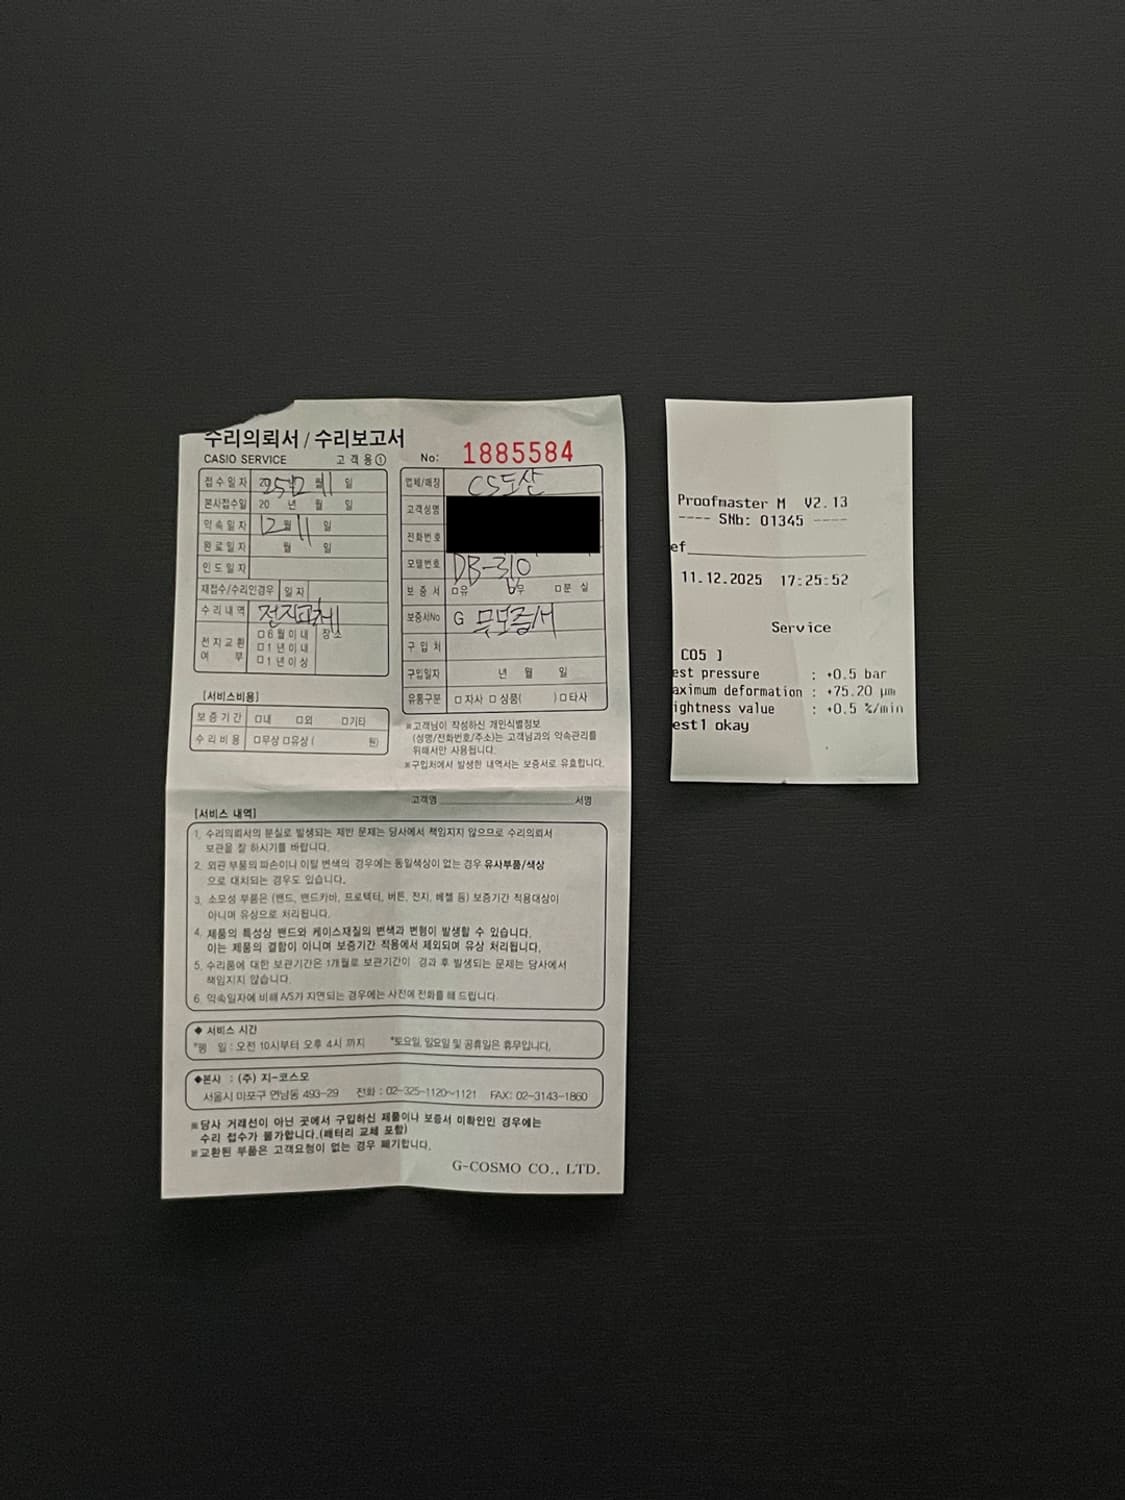 수리의뢰서 / 수리보고서
CASIO SERVICE 고객용①
No: 1885584
접수일자 2025년 12월 11일
본사접수일 20 년 월 일
약속일자 12월 11일
완료일자 월 일
인도일자
재접수/수리인경우 일자
수리내역 전지교체
전지교환 여부 □6월이내 장소
□1년이내
□1년이상
[서비스비용]
보증기간 □내 □외 □기타
수리비용 □무상 □유상( 원)
업체/매장 CS도산
고객성명
전화번호
모델번호 DB-310
보증서 □유 □무 □분실
보증서No G 무보증서
구입처
구입일자 년 월 일
유통구분 □자사 □상품( )□타사
※고객님이 작성하신 개인식별정보
(성명/전화번호/주소)는 고객님과의 약속관리를
위해서만 사용됩니다.
※구입처에서 발생한 내역서는 보증서로 유효합니다.
고객명 서명
[서비스 내역]
1. 수리의뢰서의 분실로 발생되는 제반 문제는 당사에서 책임지지 않으므로 수리의뢰서
보관을 잘 하시기를 바랍니다.
2. 외관 부품의 파손이나 이탈 변색의 경우에는 동일색상이 없는 경우 유사부품/색상
으로 대치되는 경우도 있습니다.
3. 소모성 부품은 (밴드, 밴드카바, 프로텍터, 버튼, 전지, 베젤 등) 보증기간 적용대상이
아니며 유상으로 처리됩니다.
4. 제품의 특성상 밴드와 케이스재질의 변색과 변형이 발생할 수 있습니다.
이는 제품의 결함이 아니며 보증기간 적용에서 제외되며 유상 처리됩니다.
5. 수리품에 대한 보관기간은 1개월로 보관기간이 경과 후 발생되는 문제는 당사에서
책임지지 않습니다.
6. 약속일자에 비해 A/S가 지연되는 경우에는 사전에 전화를 해 드립니다.
◆ 서비스 시간
*평 일 : 오전 10시부터 오후 4시 까지 *토요일, 일요일 및 공휴일은 휴무입니다.
◆본사 : (주) 지-코스모
서울시 마포구 연남동 493-29 전화 : 02-325-1120~1121 FAX: 02-3143-1860
※당사 거래선이 아닌 곳에서 구입하신 제품이나 보증서 미확인인 경우에는
수리 접수가 불가합니다.(배터리 교체 포함)
※교환된 부품은 고객요청이 없는 경우 폐기합니다.
G-COSMO CO., LTD.
Proofmaster M V2.13
---- SNb: 01345 ----
ef
11.12.2025 17:25:52
Service
C05 ]
est pressure : +0.5 bar
aximum deformation : +75.20 µm
ightness value : +0.5 %/min
est1 okay